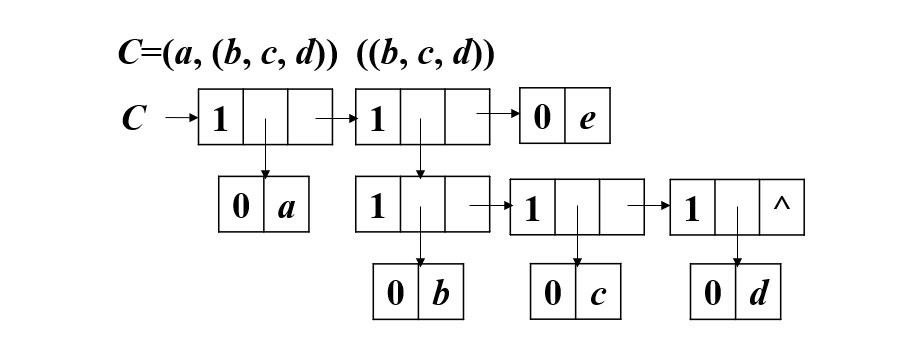 C=(a, (b, c, d)) ((b, c, d))
C 1 1 0 e
0 a 1 1 1 ^
0 b 0 c 0 d